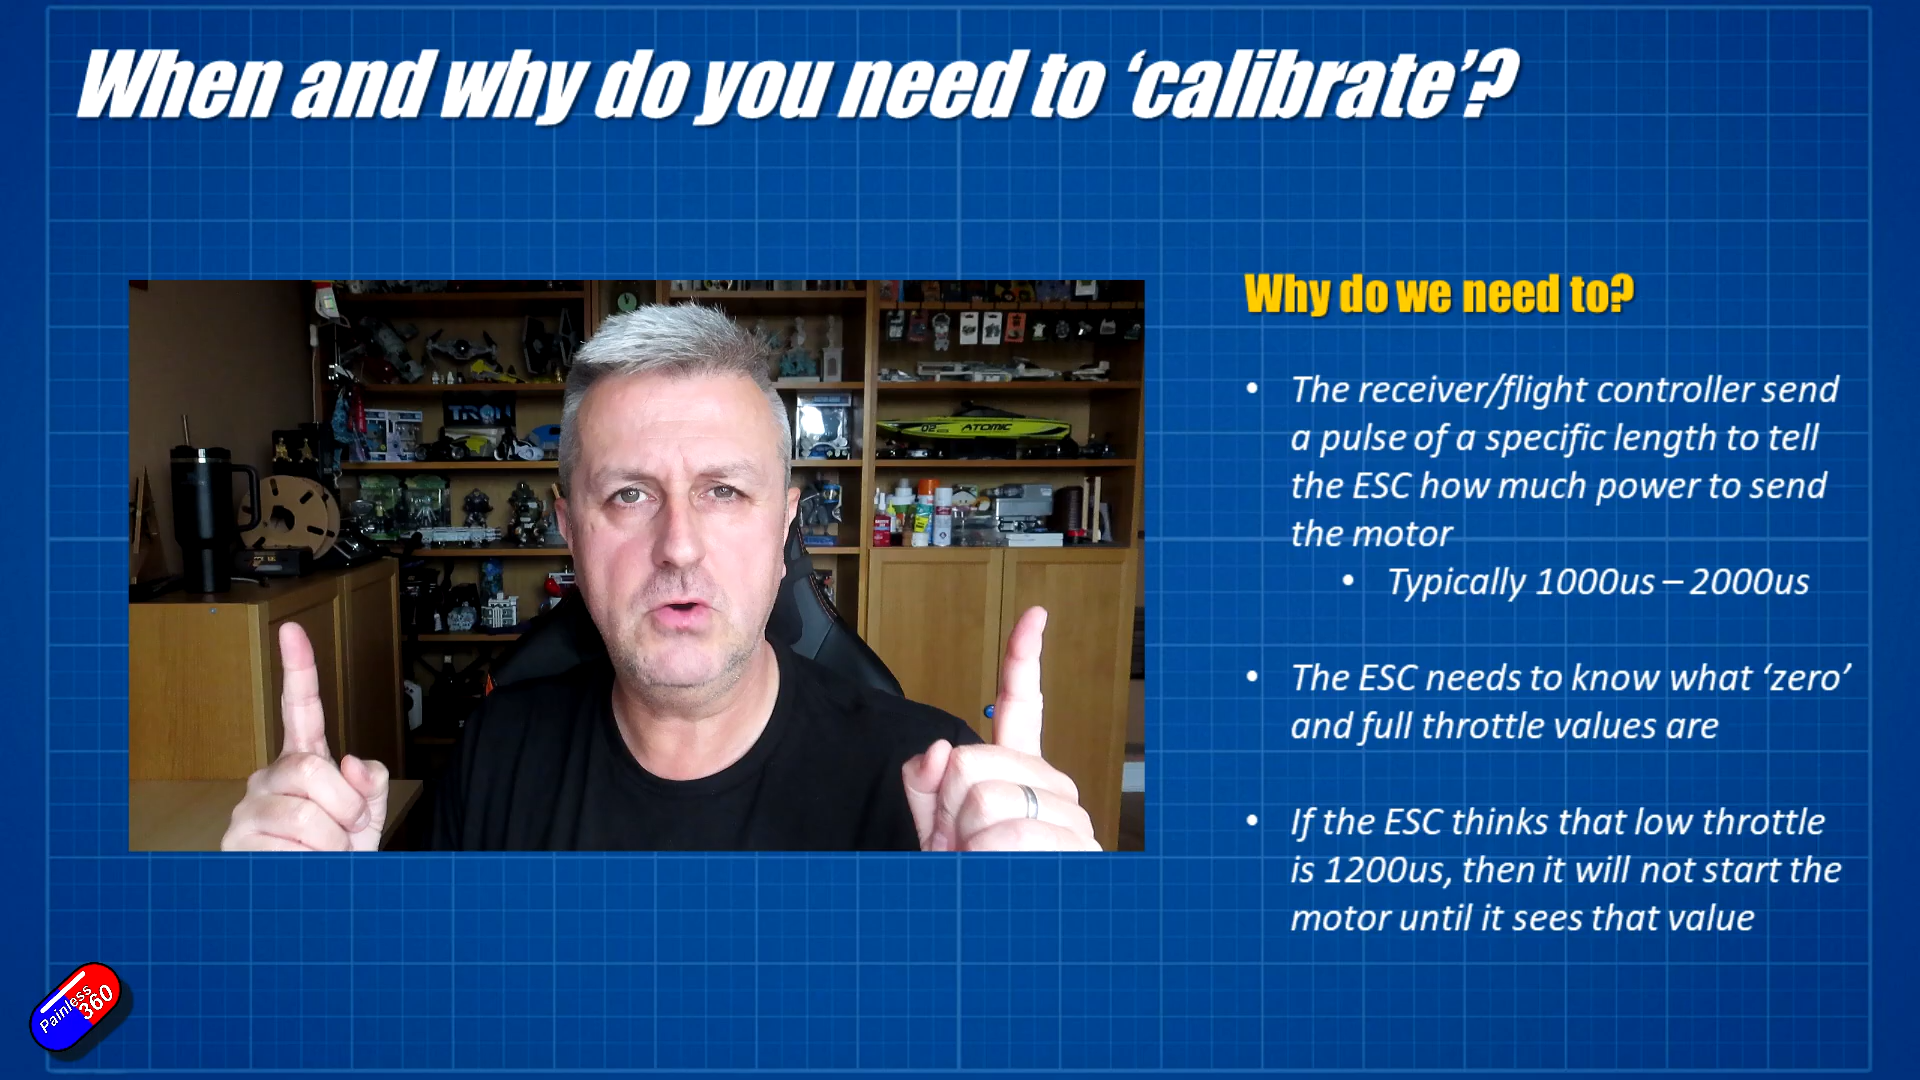 When and why do you need to ‘calibrate’?
Why do we need to?
• The receiver/flight controller send
a pulse of a specific length to tell
the ESC how much power to send
the motor
• Typically 1000us – 2000us
• The ESC needs to know what ‘zero’
and full throttle values are
• If the ESC thinks that low throttle
is 1200us, then it will not start the
motor until it sees that value
TRON
02
ATOMIC
Painless
360